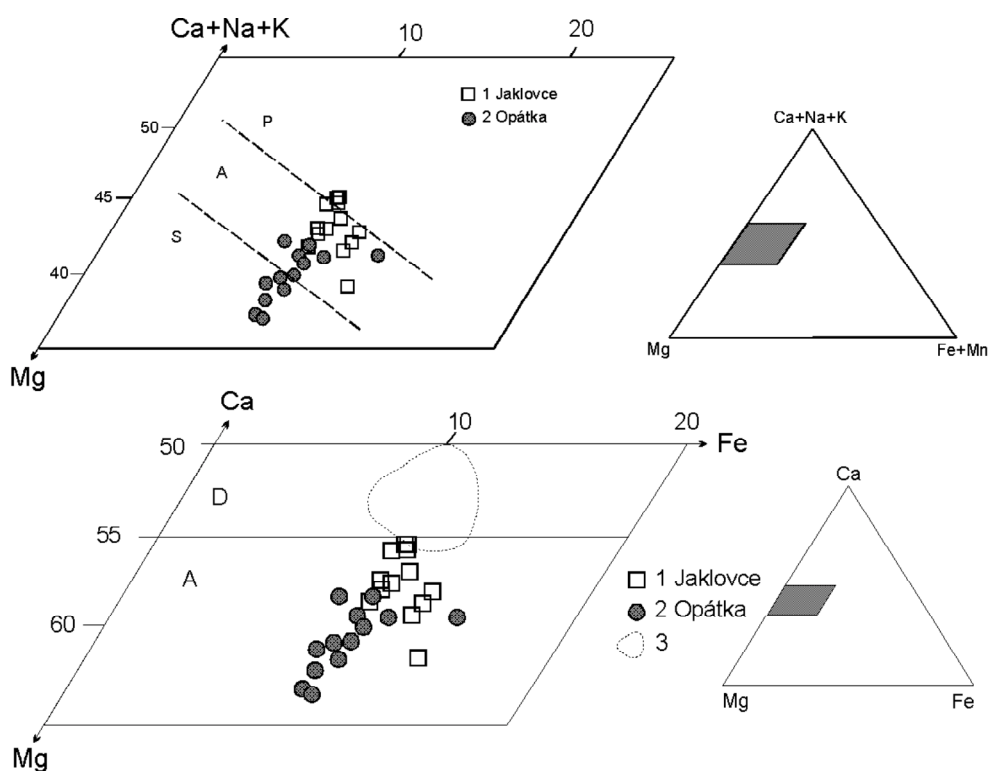 Ca+Na+K
10
20
1 Jaklovce
2 Opátka
50
P
A
45
S
40
Mg
Ca+Na+K
Mg
Fe+Mn
Ca
10
20
50
Fe
D
55
A
60
1 Jaklovce
2 Opátka
3
Mg
Ca
Mg
Fe